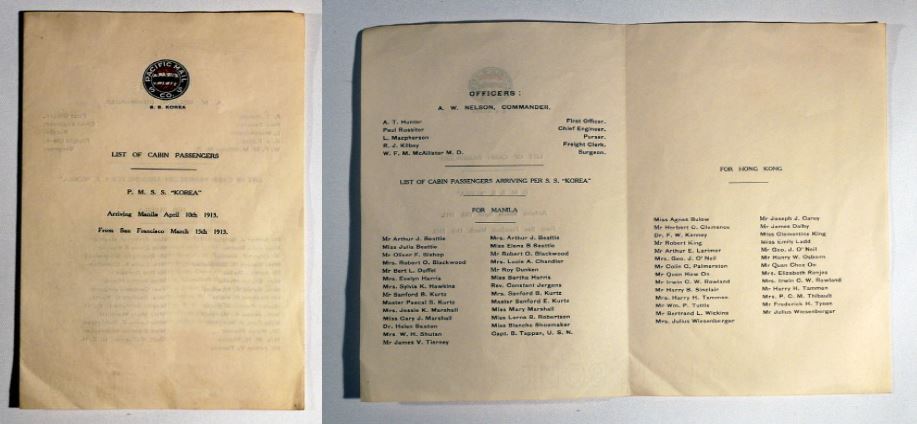 PACIFIC MAIL
S.S. CO.
S. S. KOREA
LIST OF CABIN PASSENGERS
P. M. S. S. "KOREA"
Arriving Manila April 10th 1913.
From San Francisco March 15th 1913.
OFFICERS:
A. W. NELSON, COMMANDER.
A. T. Hunter First Officer.
Paul Rossiter Chief Engineer.
L. Macpherson Purser.
R. J. Kilboy Freight Clerk.
W. F. M. McAllister M. D. Surgeon.
LIST OF CABIN PASSENGERS ARRIVING PER S. S. "KOREA"
FOR MANILA
Mr Arthur J. Beattie
Miss Julia Beattie
Mr Oliver F. Bishop
Mrs. Robert O. Blackwood
Mr Bert L. Duffel
Mrs. Evelyn Harris
Mrs. Sylvia K. Hawkins
Mr Sanford B. Kurtz
Master Pascal S. Kurtz
Mrs. Jessie K. Marshall
Miss Cary J. Marshall
Dr. Helen Sexton
Mrs. W. H. Shutan
Mr James V. Tierney
Mrs. Arthur J. Beattie
Miss Elena B Beattie
Mr Robert O. Blackwood
Mrs. Lucie A. Chandler
Mr Roy Dunken
Miss Bertha Harris
Rev. Constant Jergens
Mrs. Sanford B. Kurtz
Master Sanford E. Kurtz
Miss Mary Marshall
Miss Lorna B. Robertson
Miss Blanche Shoemaker
Capt. B. Tappan, U. S. N.
FOR HONG KONG
Miss Agnes Bulow
Mr Herbert G. Clemence
Dr. F. W. Kenney
Mr Robert King
Mr Arthur E. Larimer
Mrs. Geo. J. O'Neil
Mr Colin C. Palmerston
Mr Quan How On
Mr Irwin C. W. Rowland
Mr Harry S. Sinclair
Mrs. Harry H. Tammen
Mr Wm. P. Tuttle
Mr Bertrand L. Wickins
Mrs. Julius Wiesenberger
Mr Joseph J. Carey
Mr James Dalby
Miss Clementine King
Miss Emily Ladd
Mr Geo. J. O'Neil
Mr Harry W. Osborn
Mr Quan Chee On
Mrs. Elizabeth Renjes
Mrs. Irwin C. W. Rowland
Mr Harry H. Tammen
Mrs. P. C. M. Thibault
Mr Frederick H. Tyson
Mr Julius Wiesenberger